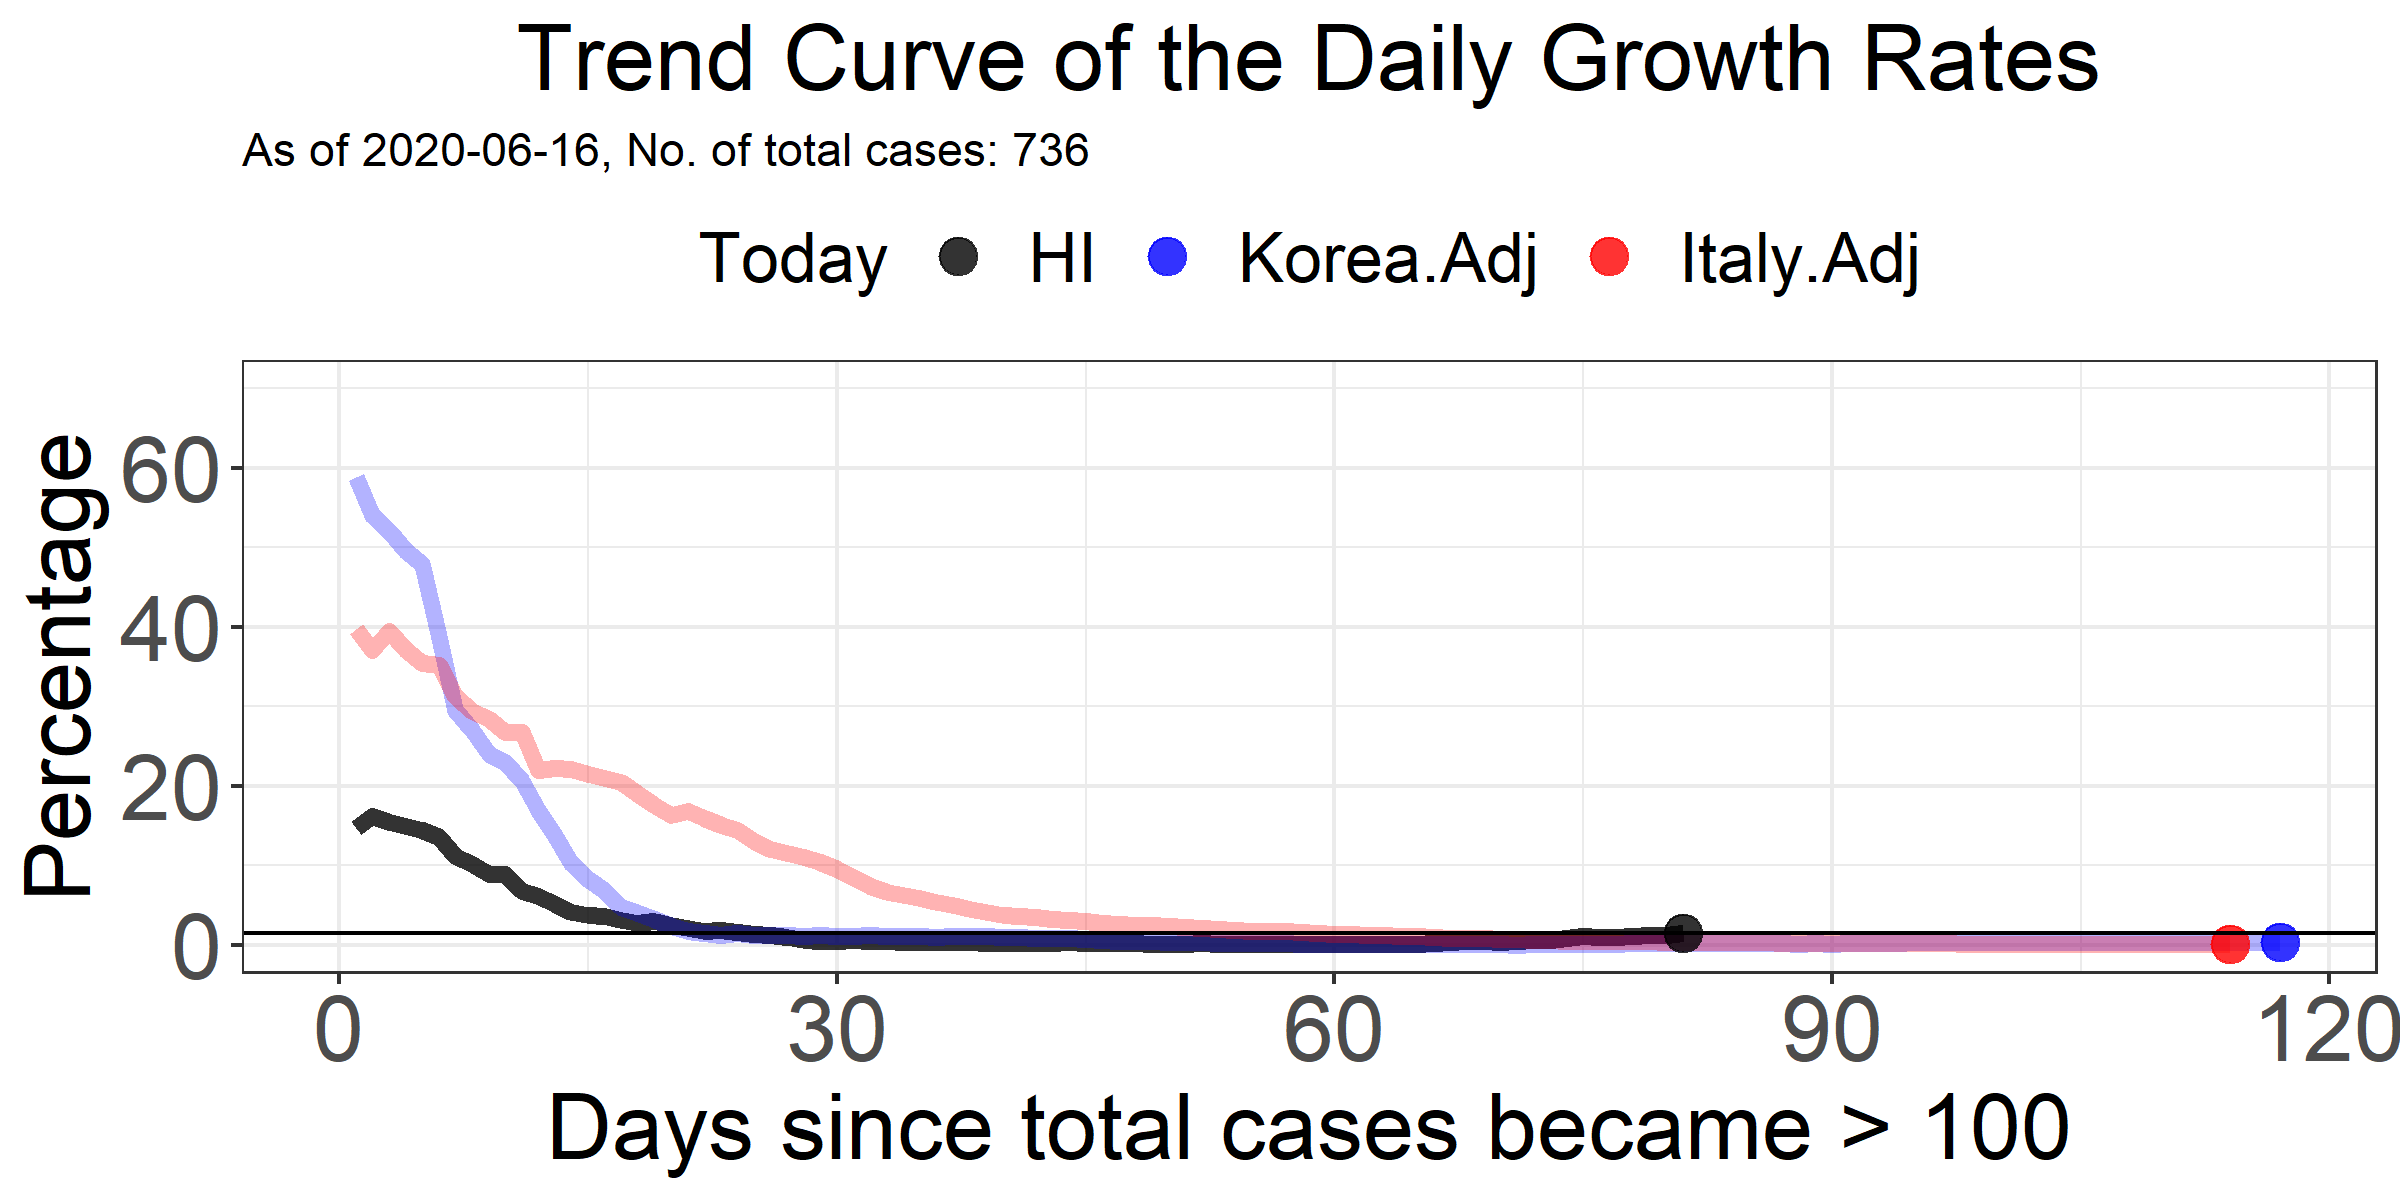 Trend Curve of the Daily Growth Rates
As of 2020-06-16, No. of total cases: 736
Today HI Korea.Adj Italy.Adj
Percentage
60
40
20
0
0 30 60 90 120
Days since total cases became > 100